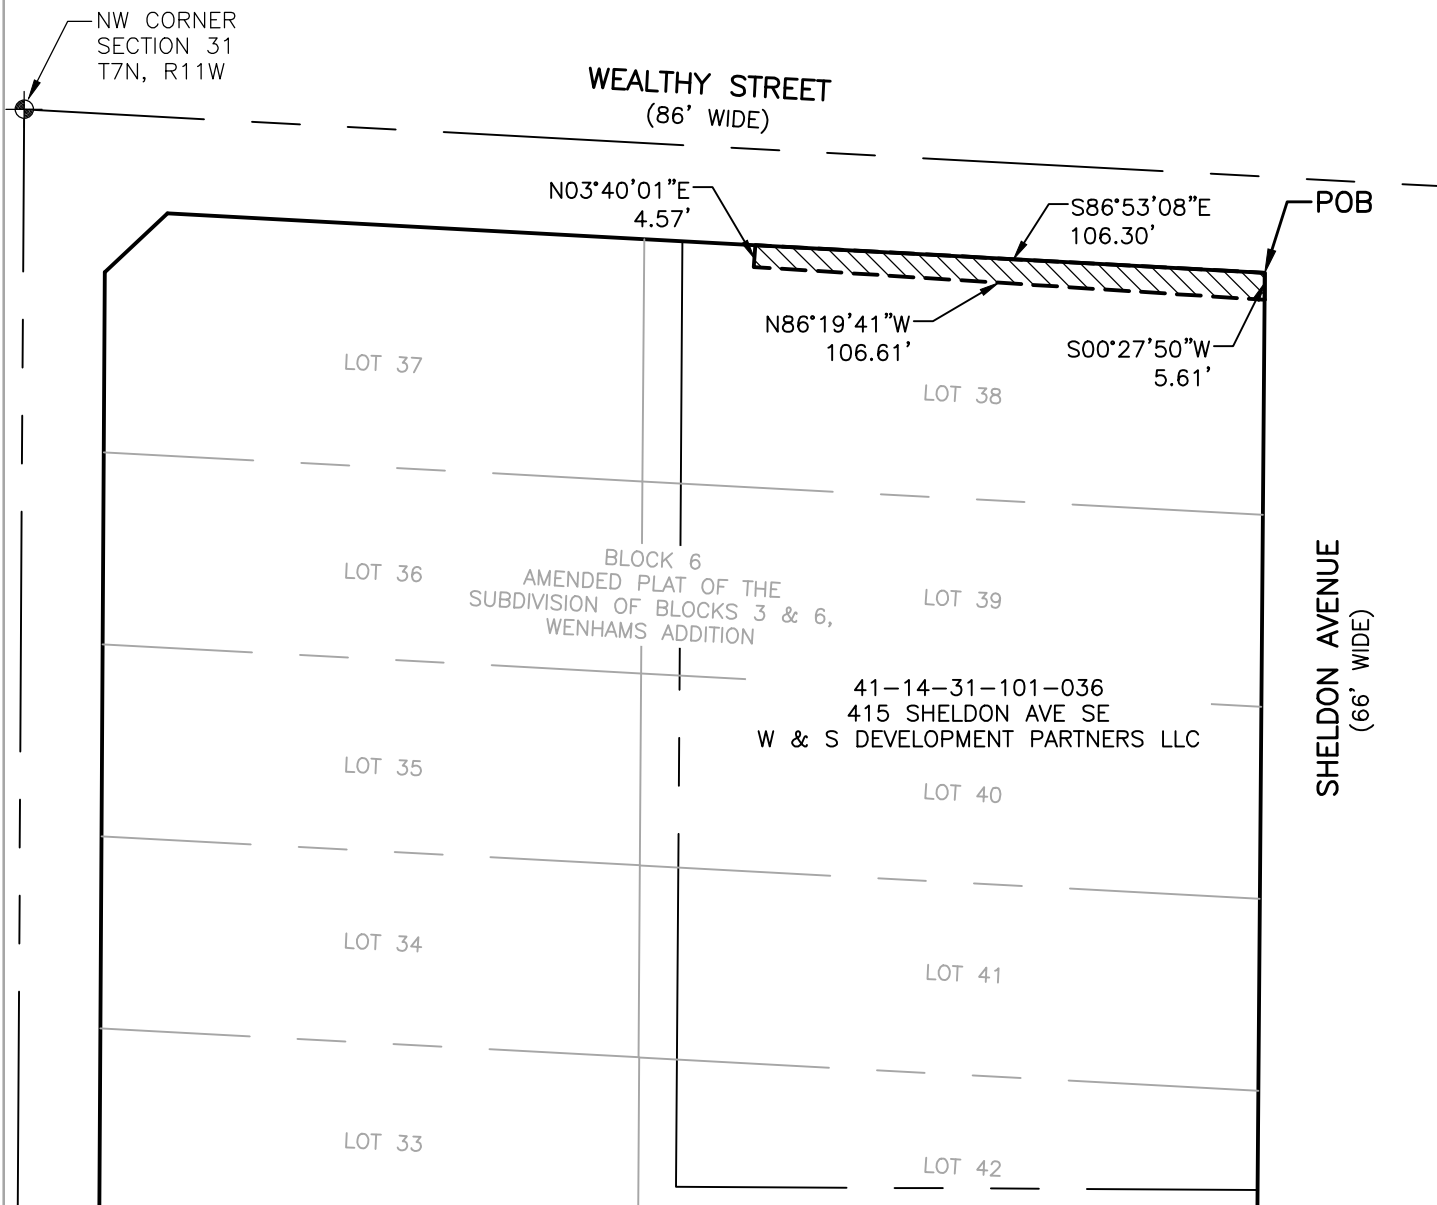 NW CORNER
SECTION 31
T7N, R11W
WEALTHY STREET
(86' WIDE)
N03°40'01"E
4.57'
S86°53'08"E
106.30'
POB
N86°19'41"W
106.61'
S00°27'50"W
5.61'
LOT 37
LOT 38
BLOCK 6
AMENDED PLAT OF THE
SUBDIVISION OF BLOCKS 3 & 6,
WENHAMS ADDITION
LOT 36
LOT 39
SHELDON AVENUE
(66' WIDE)
41-14-31-101-036
415 SHELDON AVE SE
W & S DEVELOPMENT PARTNERS LLC
LOT 35
LOT 40
LOT 34
LOT 41
LOT 33
LOT 42